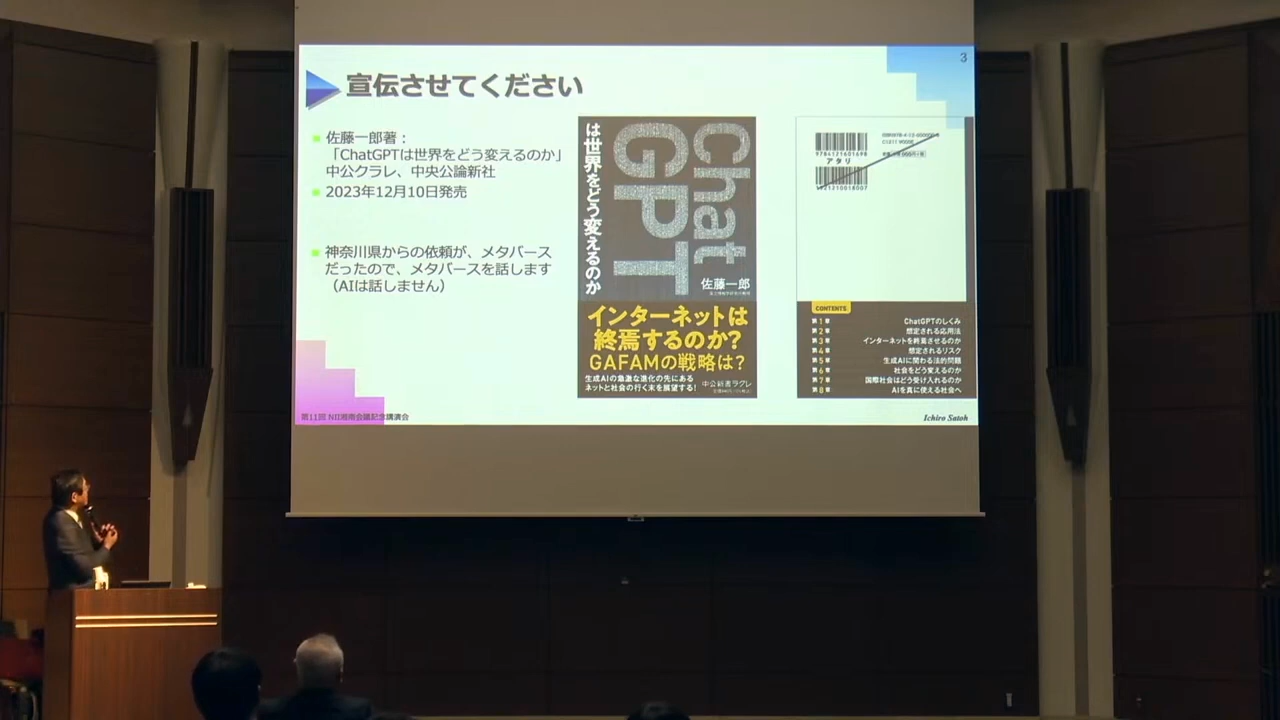 3
宣伝させてください
佐藤一郎著：
「ChatGPTは世界をどう変えるのか」
中公クラレ、中央公論新社
2023年12月10日発売
神奈川県からの依頼が、メタバース
だったので、メタバースを話します
（AIは話しません）
ChatGPT
は世界をどう変えるのか
佐藤一郎
インターネットは
終焉するのか?
GAFAMの戦略は?
生成AIの急激な進化の先にある
ネットと社会の行く末を展望する!
中公新書ラクレ
9784121601698
アタリ
CONTENTS
第1章 ChatGPTのしくみ
第2章 想定される応用法
第3章 インターネットを終焉させるのか
第4章 想定されるリスク
第5章 生成AIに関わる法的問題
第6章 社会をどう変えるのか
第7章 国際社会はどう受け入れるのか
第8章 AIを真に使える社会へ
第11回 NII湘南会議記念講演会
Ichiro Satoh